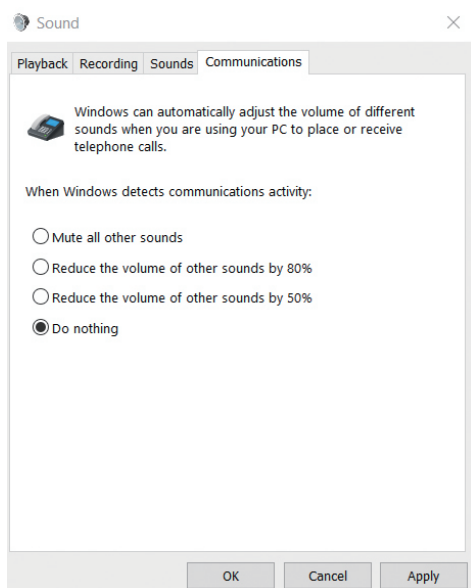 Sound
Playback Recording Sounds Communications
Windows can automatically adjust the volume of different
sounds when you are using your PC to place or receive
telephone calls.
When Windows detects communications activity:
Mute all other sounds
Reduce the volume of other sounds by 80%
Reduce the volume of other sounds by 50%
Do nothing
OK Cancel Apply